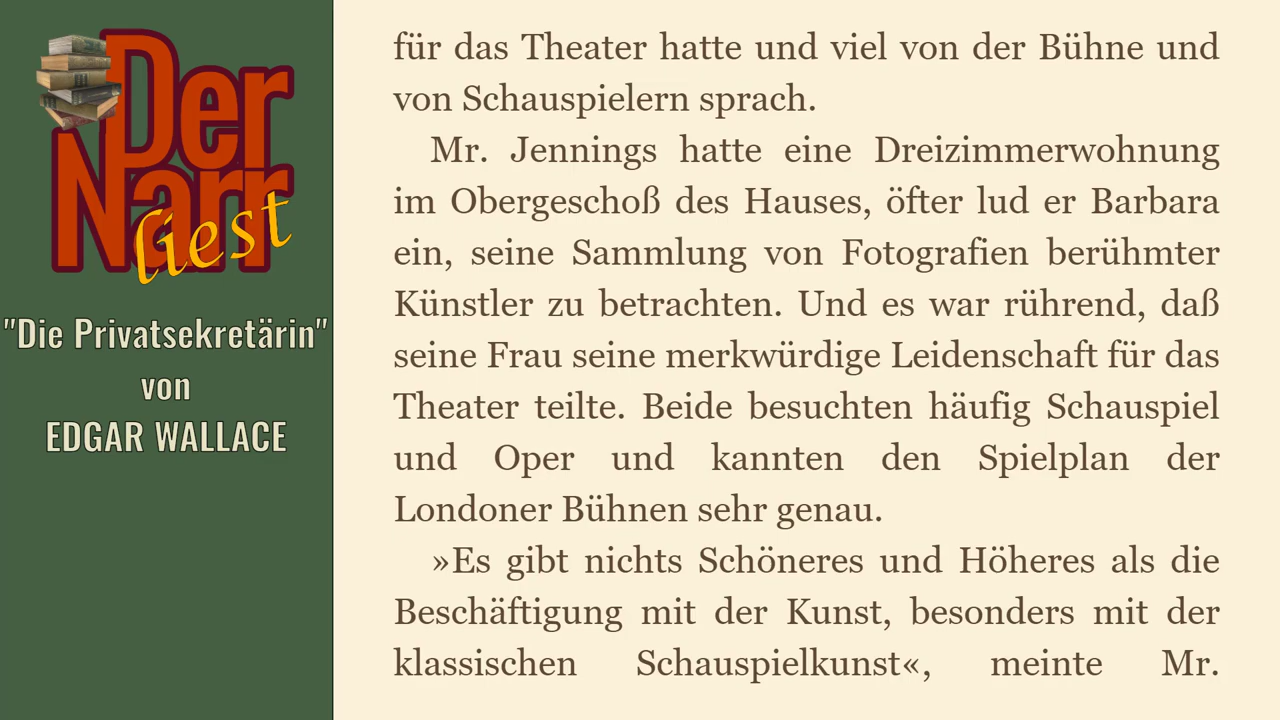 Der
Narr
liest
"Die Privatsekretärin"
von
EDGAR WALLACE
für das Theater hatte und viel von der Bühne und
von Schauspielern sprach.
Mr. Jennings hatte eine Dreizimmerwohnung
im Obergeschoß des Hauses, öfter lud er Barbara
ein, seine Sammlung von Fotografien berühmter
Künstler zu betrachten. Und es war rührend, daß
seine Frau seine merkwürdige Leidenschaft für das
Theater teilte. Beide besuchten häufig Schauspiel
und Oper und kannten den Spielplan der
Londoner Bühnen sehr genau.
»Es gibt nichts Schöneres und Höheres als die
Beschäftigung mit der Kunst, besonders mit der
klassischen Schauspielkunst«, meinte Mr.